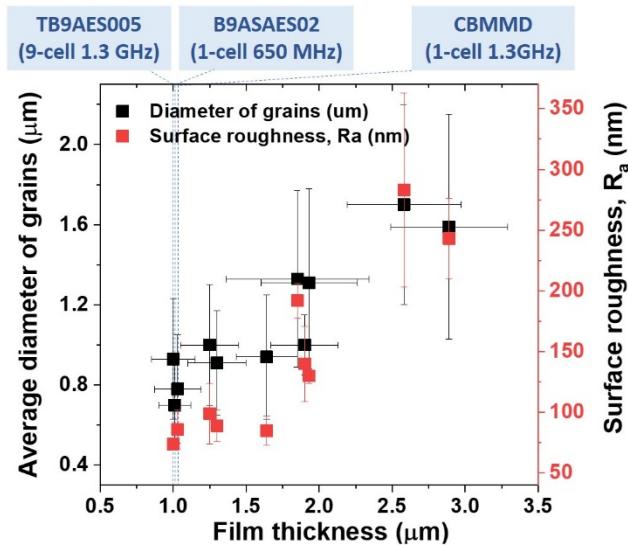 TB9AES005
(9-cell 1.3 GHz)
B9ASAES02
(1-cell 650 MHz)
CBMMD
(1-cell 1.3GHz)
Diameter of grains (um)
Surface roughness, Ra (nm)
Average diameter of grains (μm)
2.0
1.6
1.2
0.8
0.4
350
300
250
200
150
100
50
Surface roughness, Ra (nm)
0.5 1.0 1.5 2.0 2.5 3.0 3.5
Film thickness (μm)